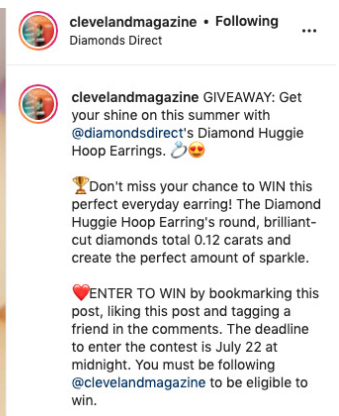 clevelandmagazine • Following
Diamonds Direct
clevelandmagazine GIVEAWAY: Get
your shine on this summer with
@diamondsdirect's Diamond Huggie
Hoop Earrings. 💍😍
🏆Don't miss your chance to WIN this
perfect everyday earring! The Diamond
Huggie Hoop Earring's round, brilliant-
cut diamonds total 0.12 carats and
create the perfect amount of sparkle.
❤️ENTER TO WIN by bookmarking this
post, liking this post and tagging a
friend in the comments. The deadline
to enter the contest is July 22 at
midnight. You must be following
@clevelandmagazine to be eligible to
win.